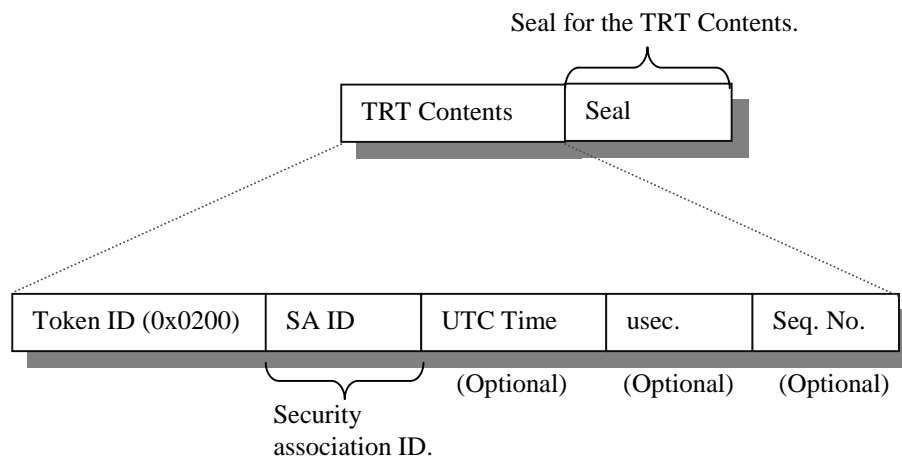 Seal for the TRT Contents.
TRT Contents
Seal
Token ID (0x0200)
SA ID
UTC Time
usec.
Seq. No.
(Optional)
(Optional)
(Optional)
Security
association ID.